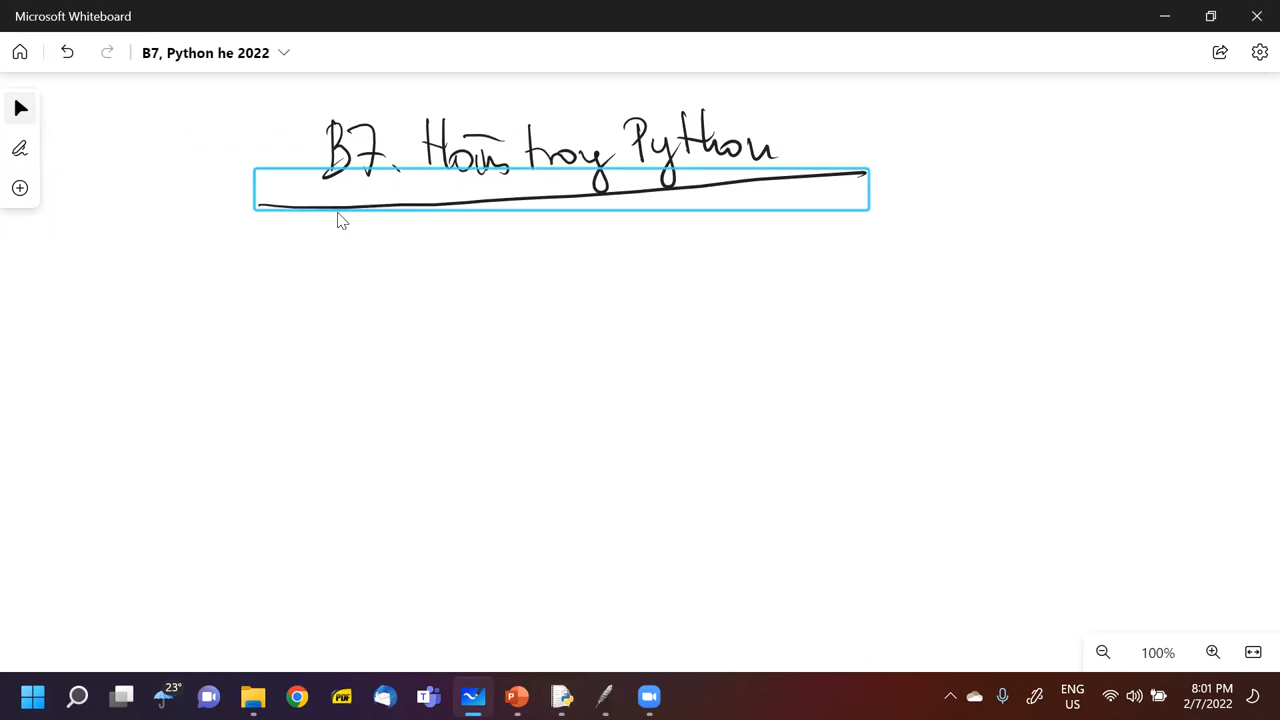 Microsoft Whiteboard
B7, Python he 2022
B7. Hàm trong Python
100%
23°
PDF
ENG
US
8:01 PM
2/7/2022